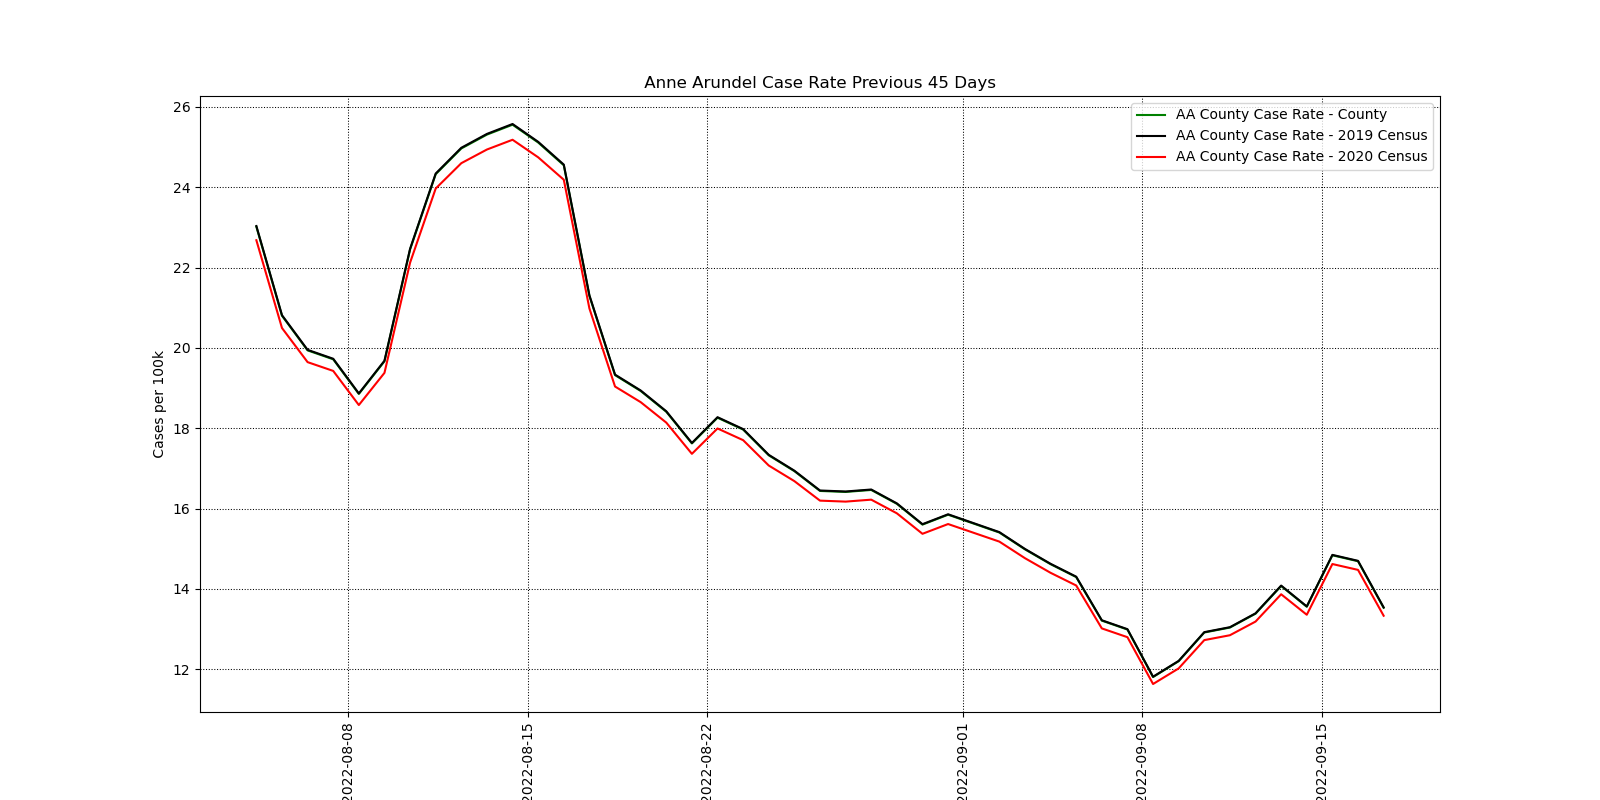 Anne Arundel Case Rate Previous 45 Days
26
24
22
20
18
16
14
12
Cases per 100k
AA County Case Rate - County
AA County Case Rate - 2019 Census
AA County Case Rate - 2020 Census
2022-08-08
2022-08-15
2022-08-22
2022-09-01
2022-09-08
2022-09-15